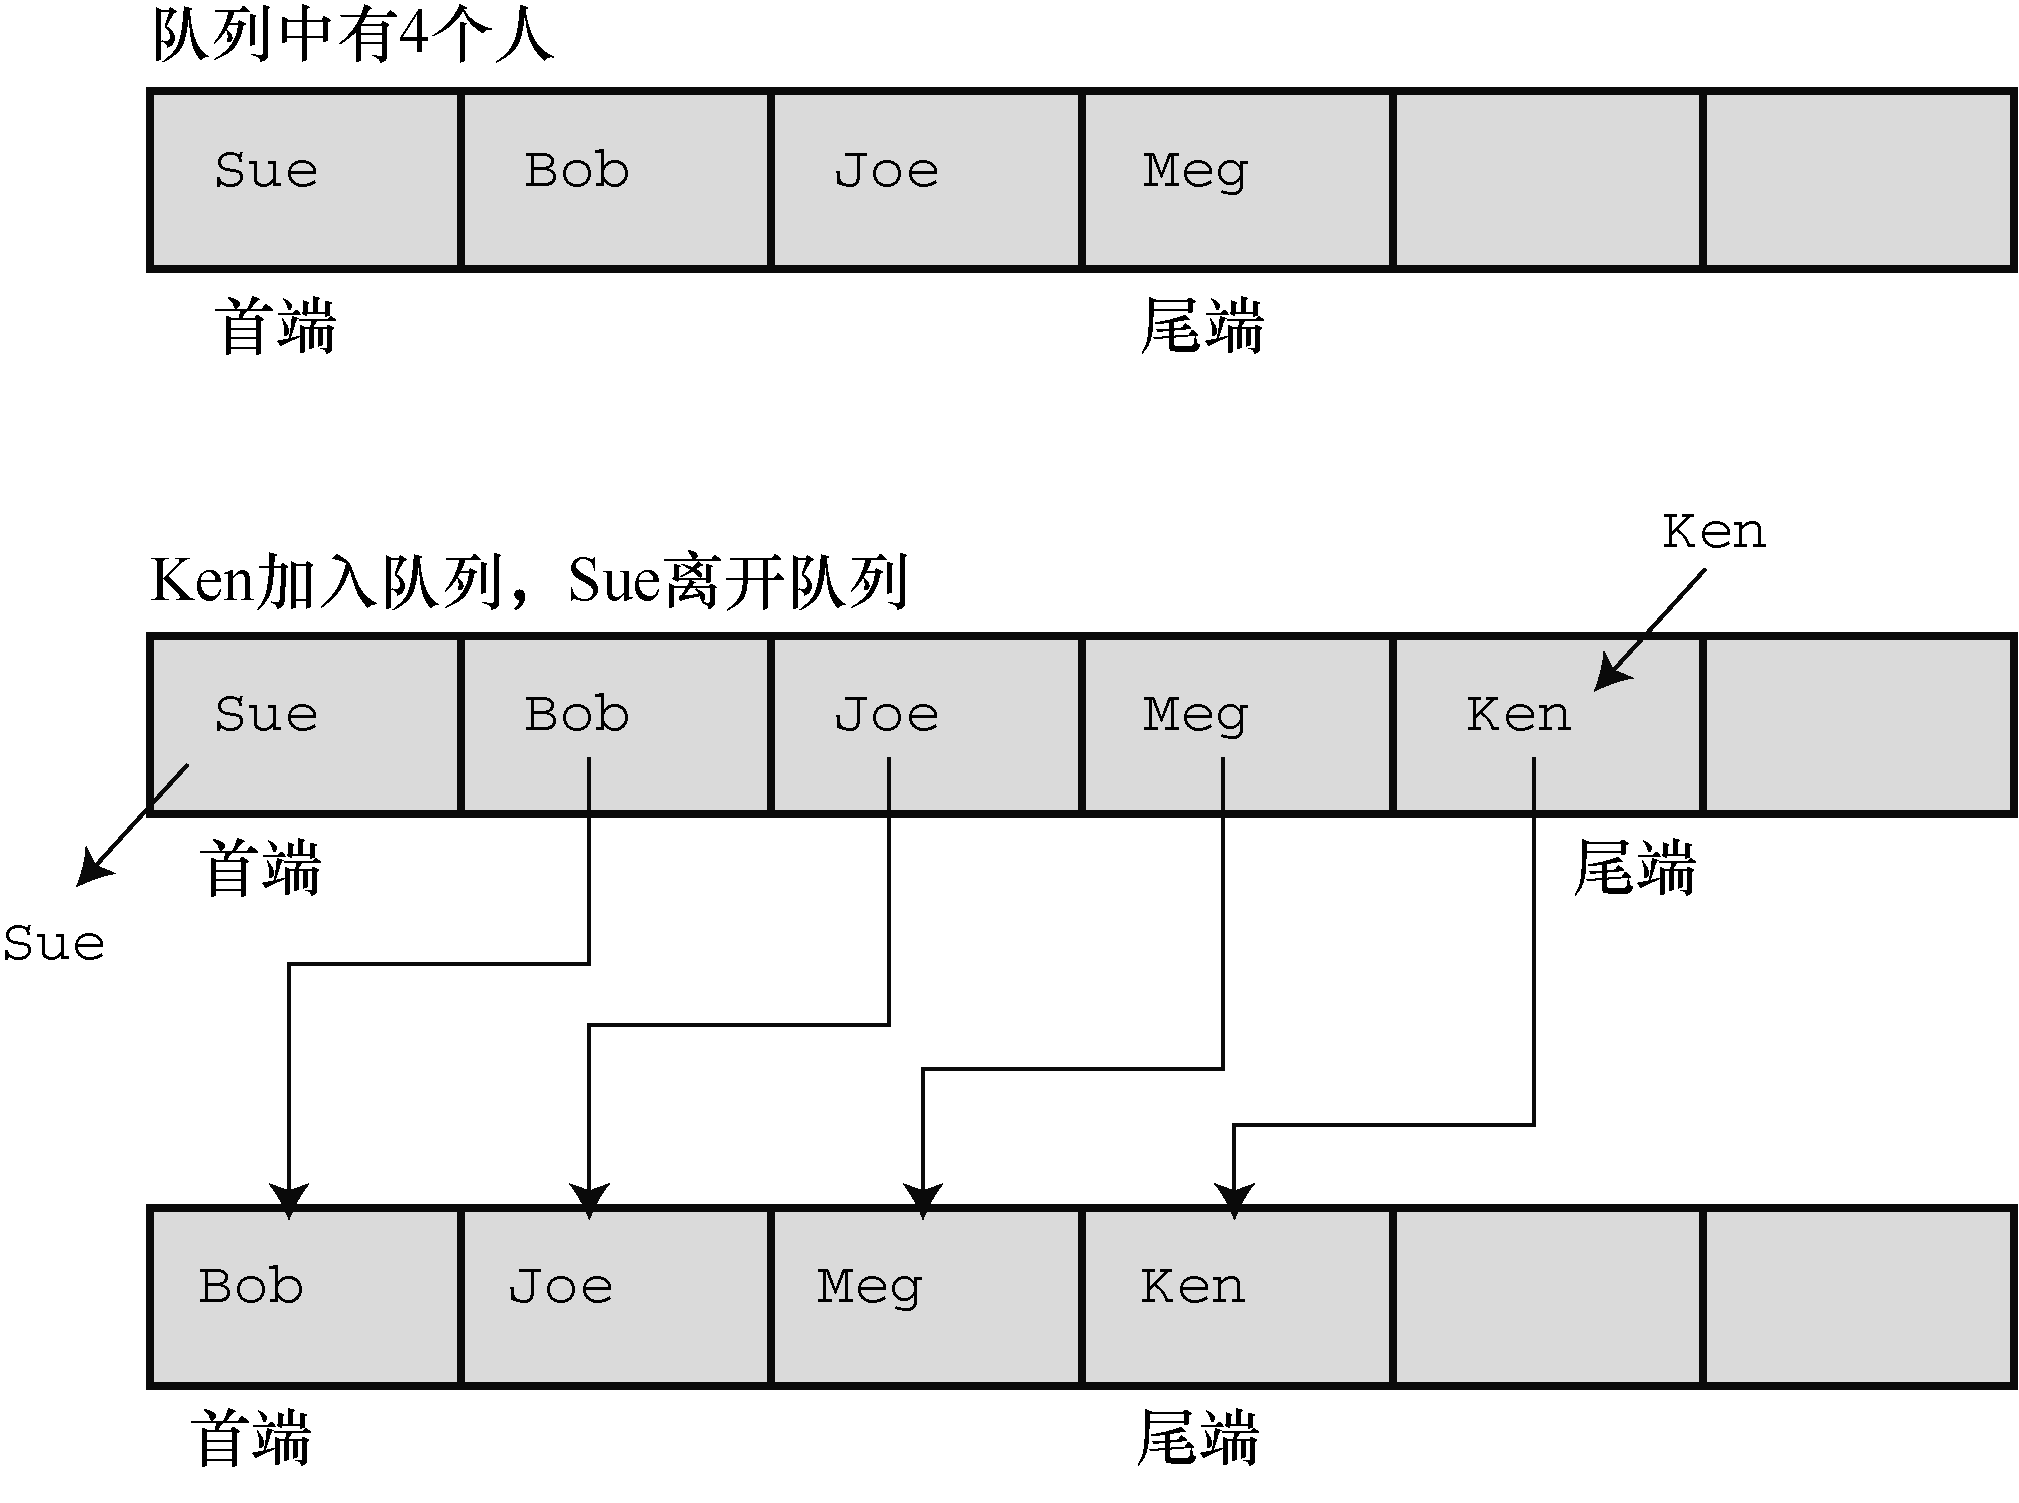 队列中有4个人
Sue Bob Joe Meg
首端 尾端
Ken
Ken加入队列，Sue离开队列
Sue Bob Joe Meg Ken
首端 尾端
Sue
Bob Joe Meg Ken
首端 尾端